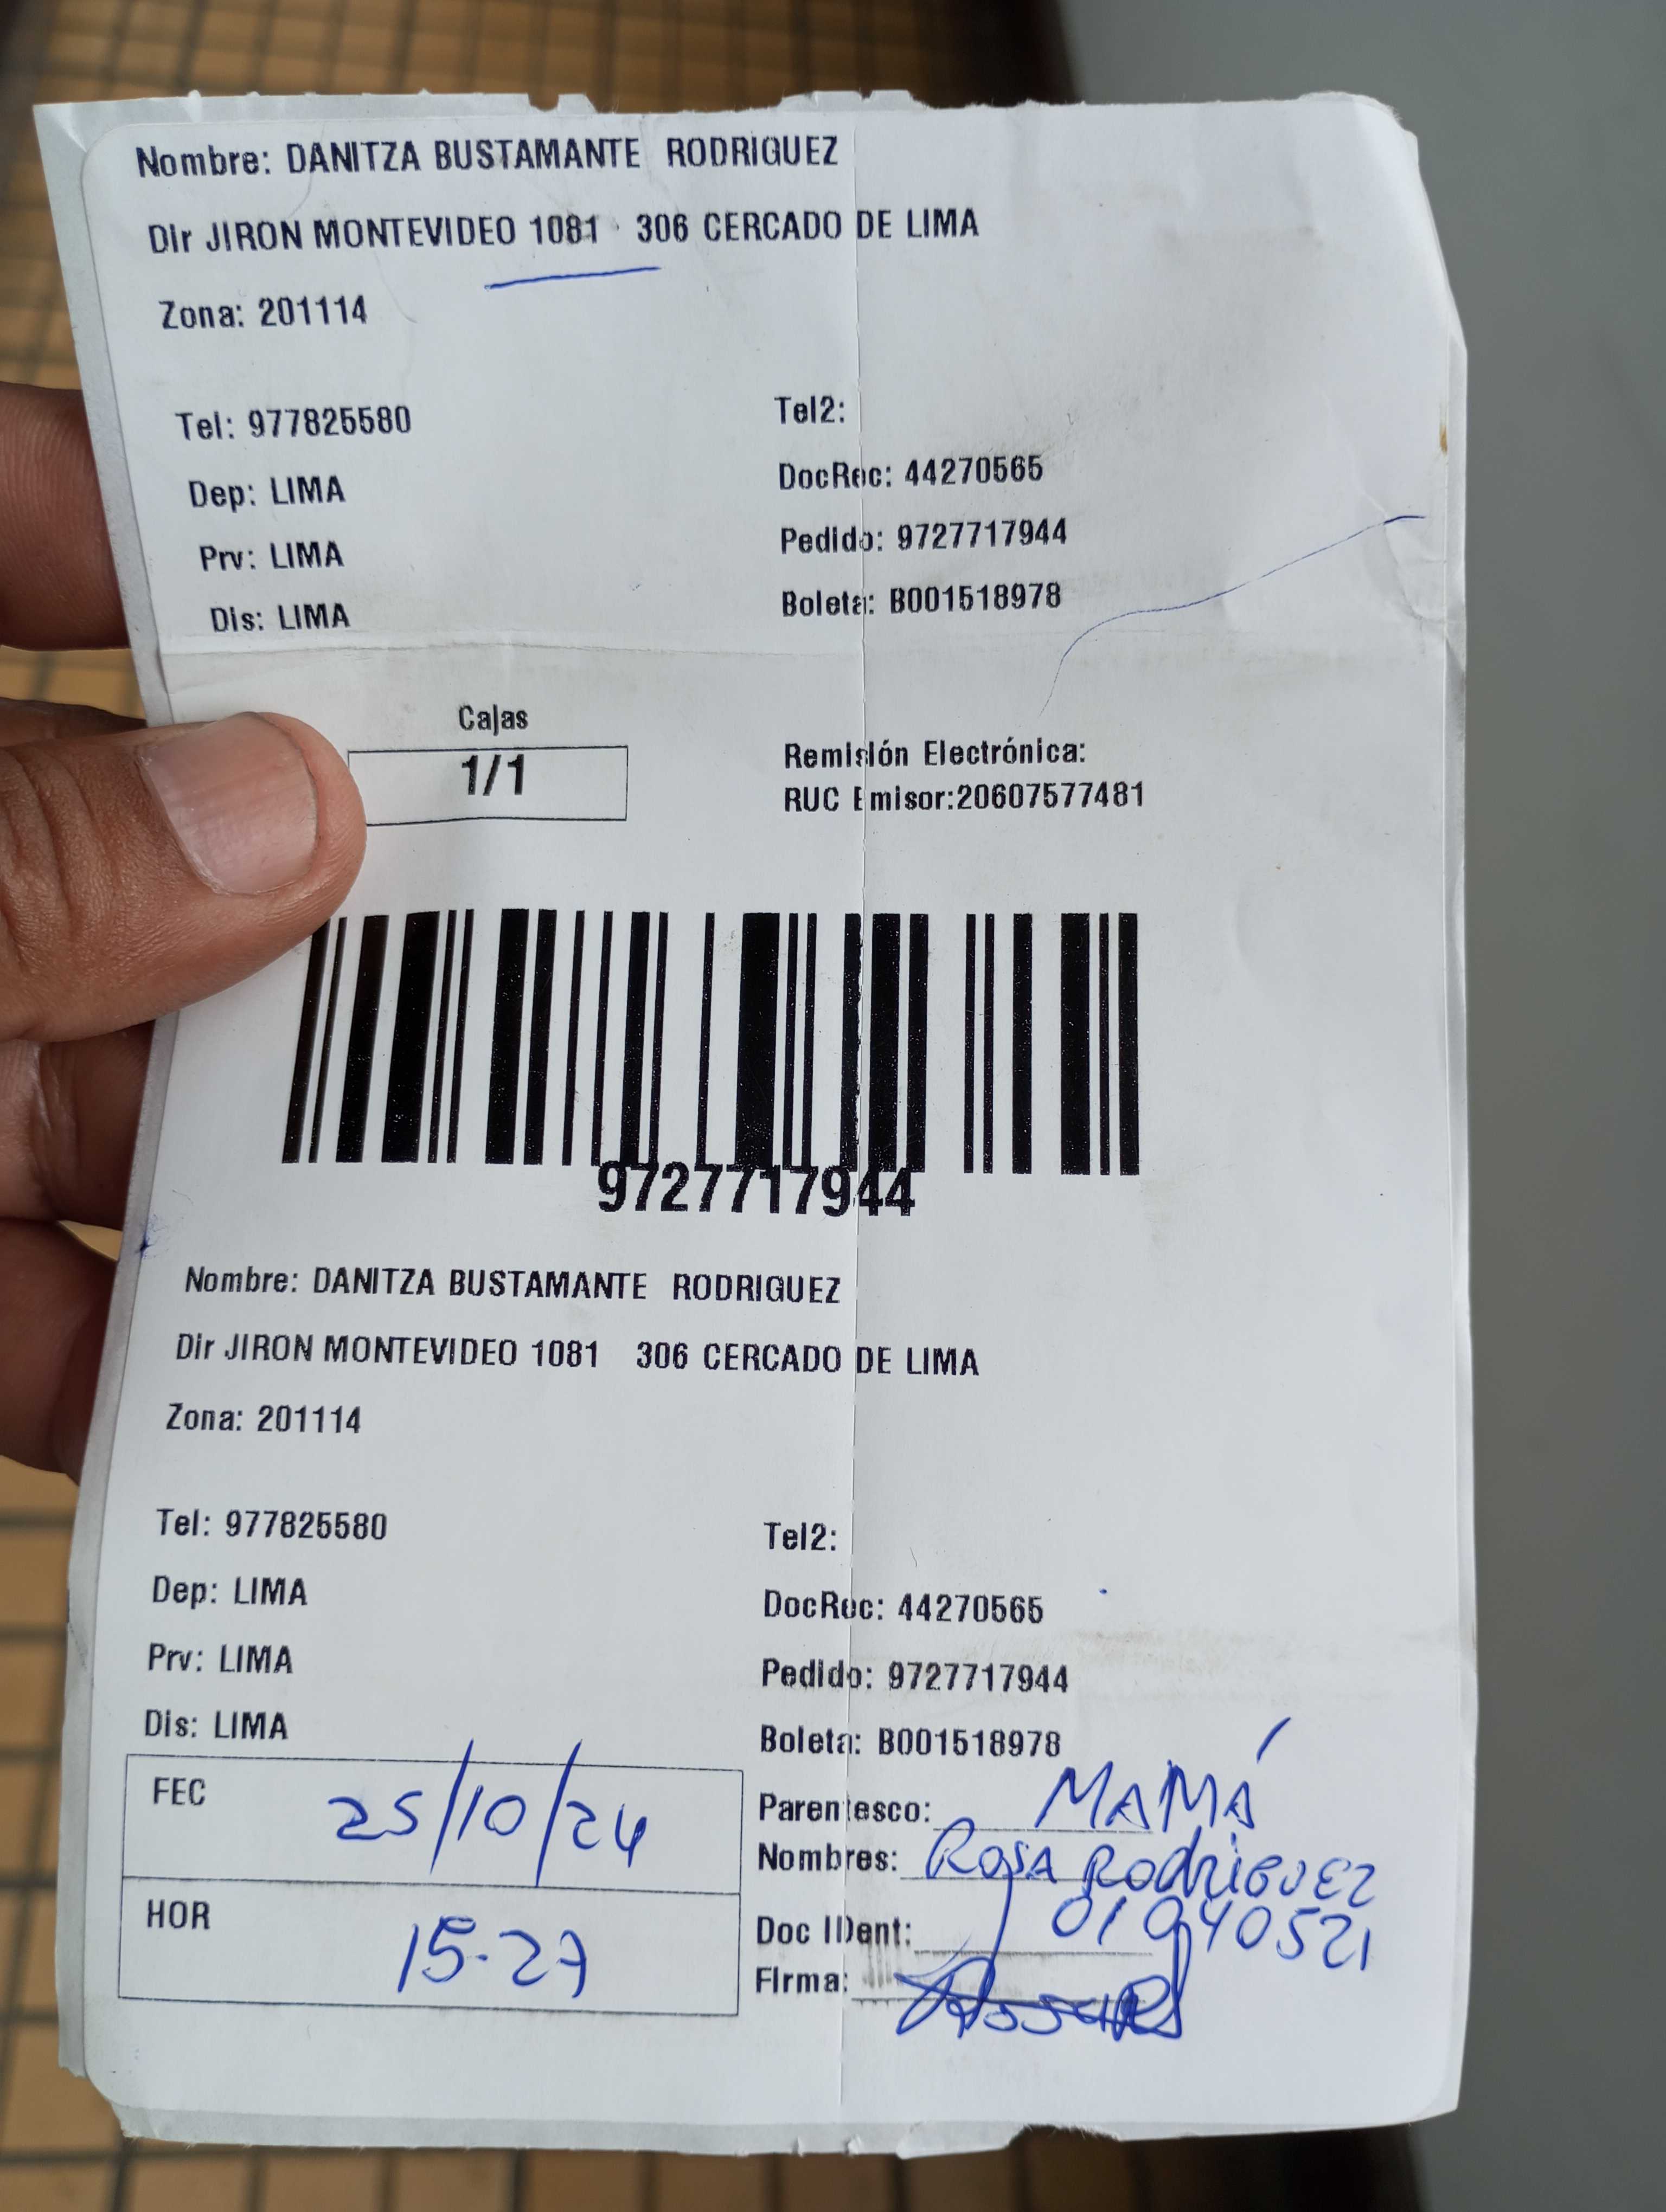 Nombre: DANITZA BUSTAMANTE RODRIGUEZ
Dir JIRON MONTEVIDEO 1081 306 CERCADO DE LIMA
Zona: 201114
Tel: 977825580 Tel2:
Dep: LIMA DocRec: 44270565
Prv: LIMA Pedido: 9727717944
Dis: LIMA Boleta: B001518978
Cajas
1/1
Remisión Electrónica:
RUC Emisor:20607577481
9727717944
Nombre: DANITZA BUSTAMANTE RODRIGUEZ
Dir JIRON MONTEVIDEO 1081 306 CERCADO DE LIMA
Zona: 201114
Tel: 977825580 Tel2:
Dep: LIMA DocRec: 44270565
Prv: LIMA Pedido: 9727717944
Dis: LIMA Boleta: B001518978
FEC 25/10/24
HOR 15-27
Parentesco: MAMÁ
Nombres: ROSA RODRIGUEZ
Doc IDent: 01040521
Firma: